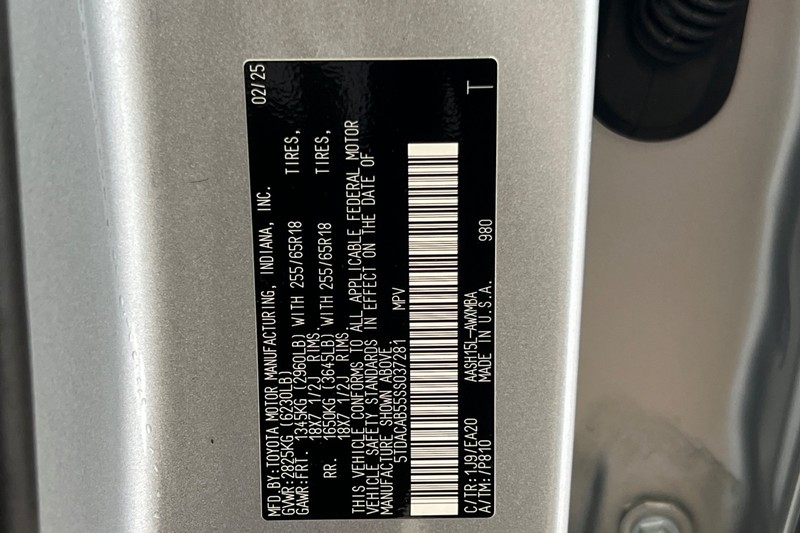 MFD.BY:TOYOTA MOTOR MANUFACTURING, INDIANA, INC. 02/25
GVWR:2825KG (6230LB)
GAWR:FRT. 1345KG (2960LB) WITH 255/65R18 TIRES,
18X7 1/2J RIMS.
RR. 1650KG (3645LB) WITH 255/65R18 TIRES,
18X7 1/2J RIMS.
THIS VEHICLE CONFORMS TO ALL APPLICABLE FEDERAL MOTOR
VEHICLE SAFETY STANDARDS IN EFFECT ON THE DATE OF
MANUFACTURE SHOWN ABOVE.
5TDACAB55SS037281 MPV
C/TR:1J9/EA20 AASH15L-AWXMBA 980
A/TM:/P810 MADE IN U.S.A. T